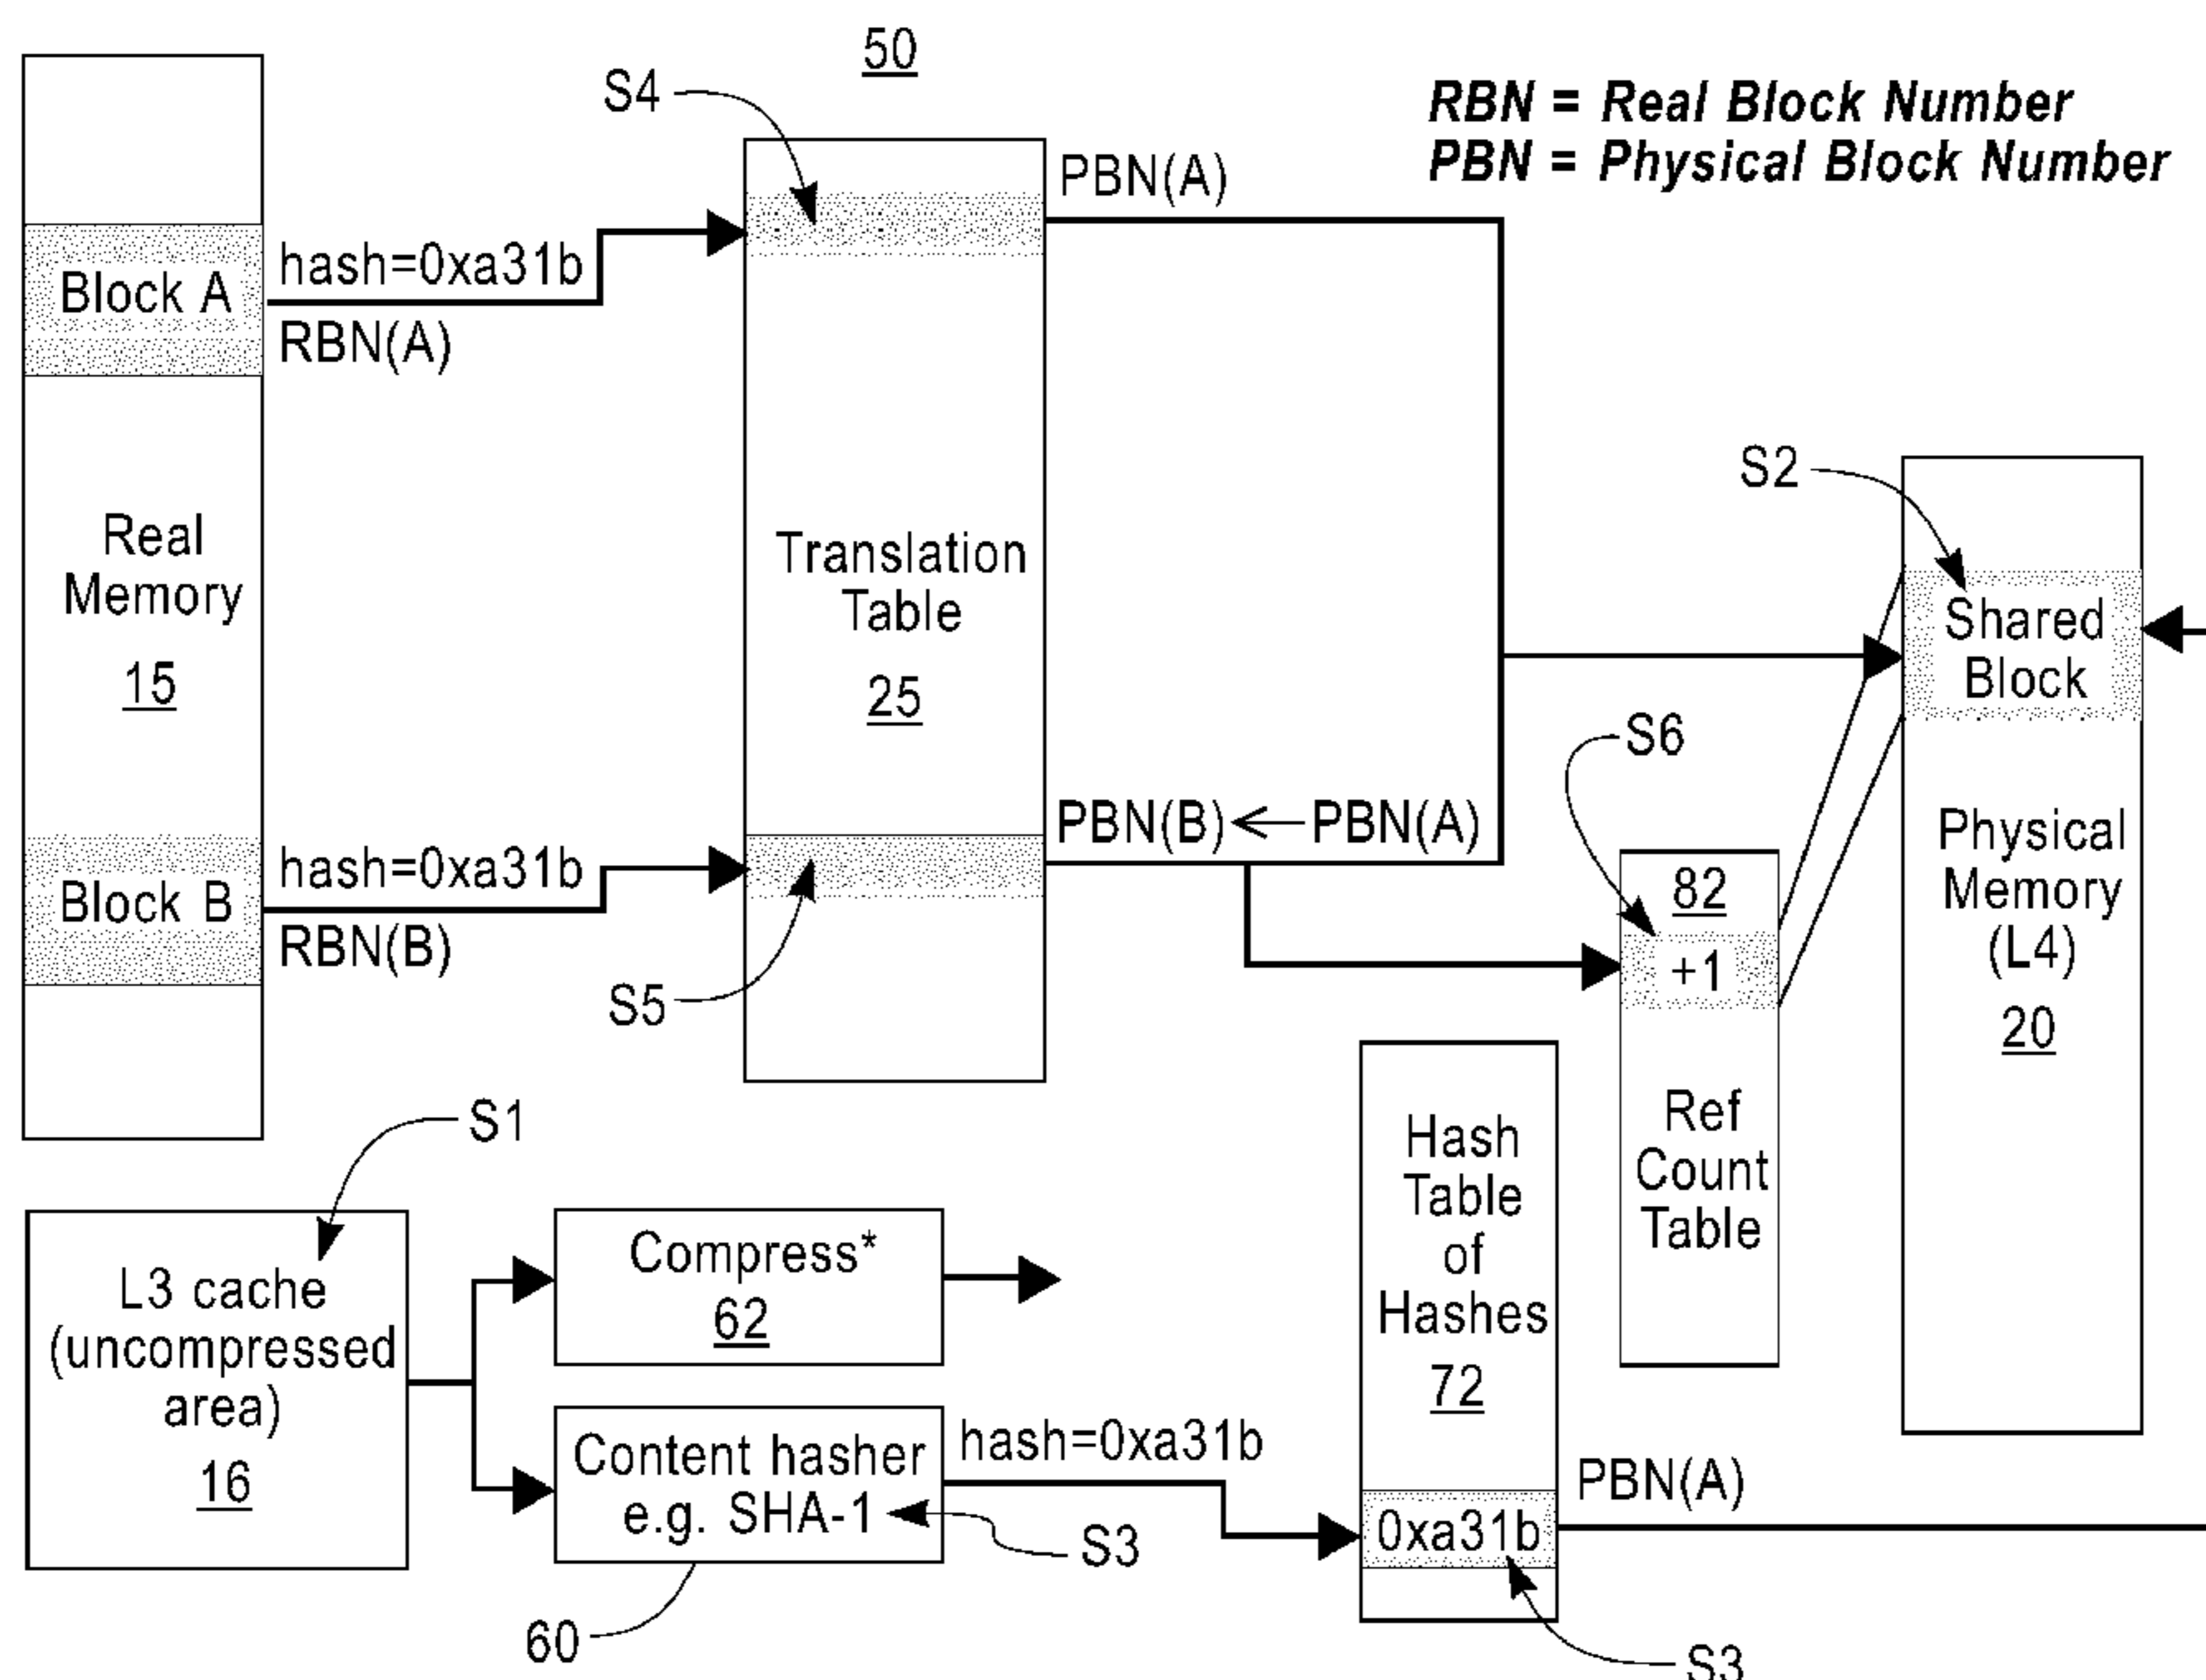 50
S4
RBN = Real Block Number
PBN = Physical Block Number
PBN(A)
hash=0xa31b
Block A
RBN(A)
S2
Real
Memory
15
Translation
Table
25
Shared
Block
S6
PBN(B) ← PBN(A)
hash=0xa31b
Block B
RBN(B)
82
+1
Physical
Memory
(L4)
20
S5
Ref
Count
Table
S1
Hash
Table
of
Hashes
72
L3 cache
(uncompressed
area)
16
Compress*
62
Content hasher
e.g. SHA-1
hash=0xa31b
PBN(A)
0xa31b
S3
60
S3